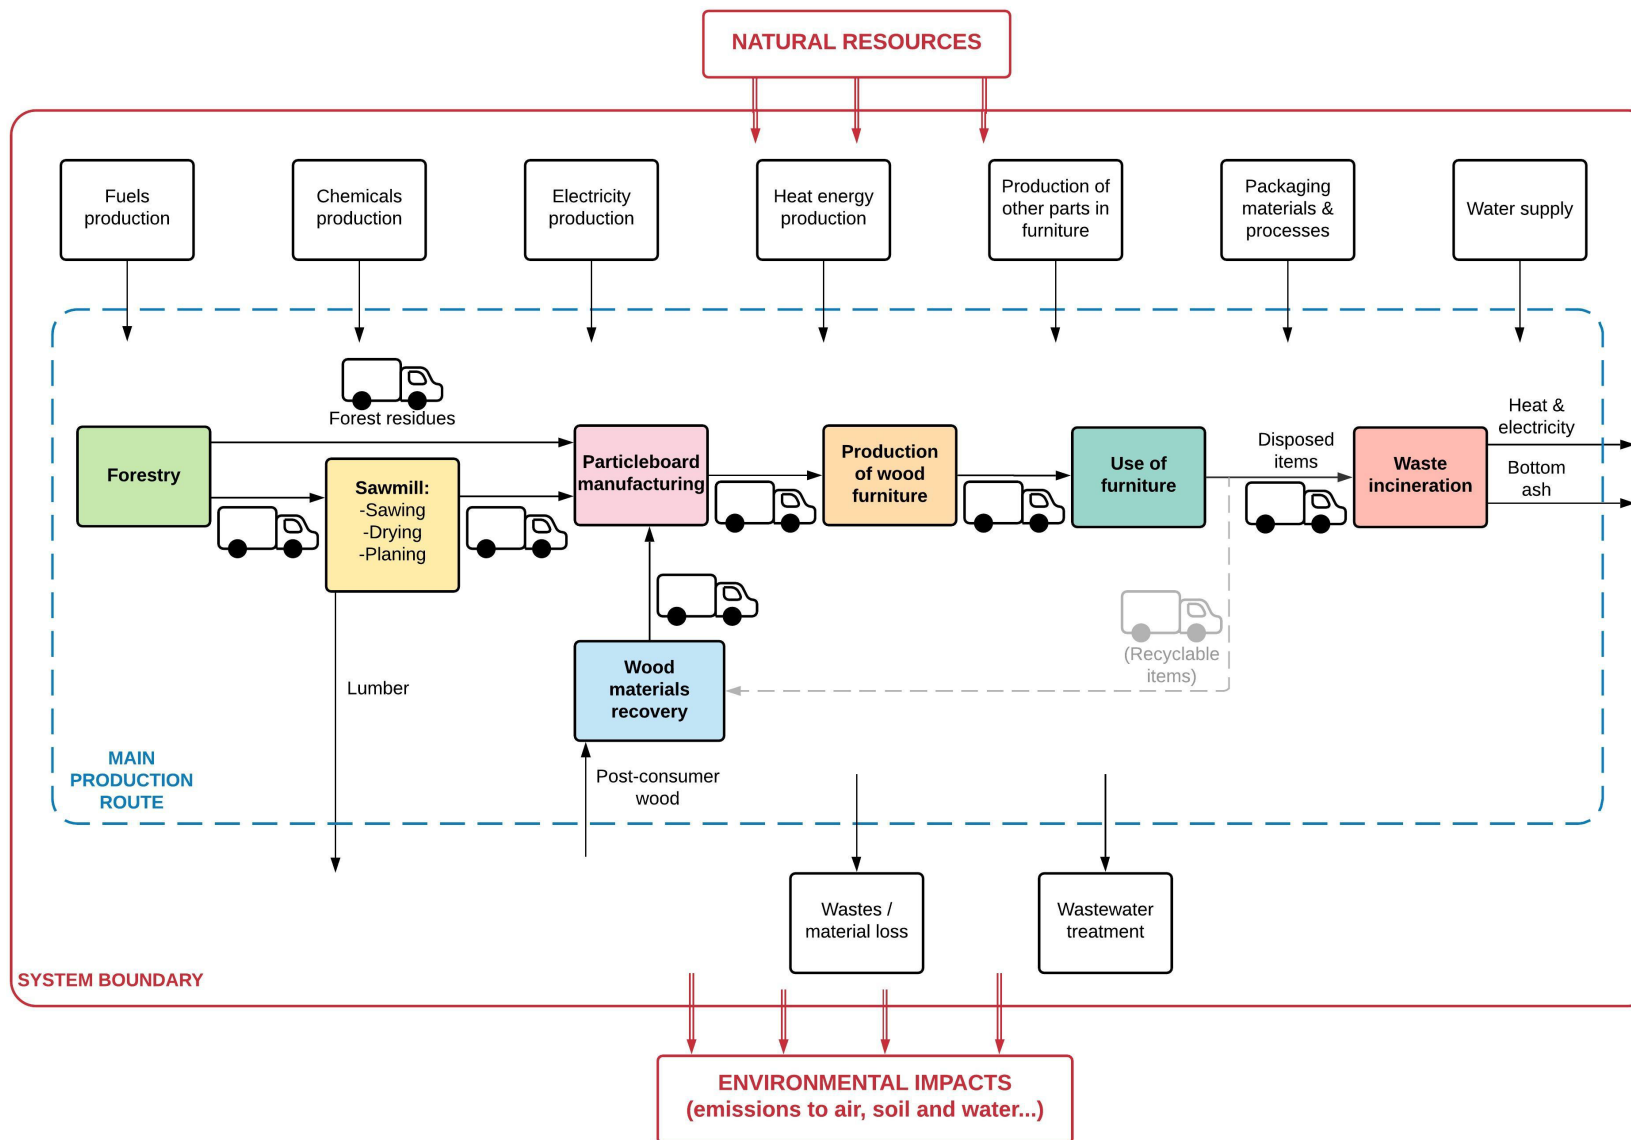 NATURAL RESOURCES
Fuels
production
Chemicals
production
Electricity
production
Heat energy
production
Production of
other parts in
furniture
Packaging
materials &
processes
Water supply
Forest residues
Forestry
Sawmill:
-Sawing
-Drying
-Planing
Particleboard
manufacturing
Production
of wood
furniture
Use of
furniture
Disposed
items
Waste
incineration
Heat &
electricity
Bottom
ash
(Recyclable
items)
Wood
materials
recovery
Lumber
Post-consumer
wood
MAIN
PRODUCTION
ROUTE
Wastes /
material loss
Wastewater
treatment
SYSTEM BOUNDARY
ENVIRONMENTAL IMPACTS
(emissions to air, soil and water...)